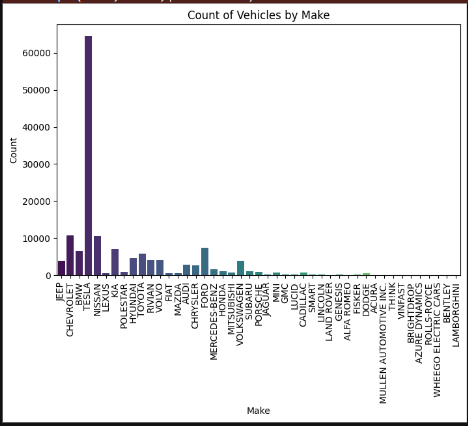 Count of Vehicles by Make
Count
60000
50000
40000
30000
20000
10000
0
JEEP
CHEVROLET
BMW
TESLA
NISSAN
LEXUS
KIA
POLESTAR
HYUNDAI
TOYOTA
RIVIAN
VOLVO
FIAT
MAZDA
AUDI
CHRYSLER
FORD
MERCEDES-BENZ
HONDA
MITSUBISHI
VOLKSWAGEN
SUBARU
PORSCHE
JAGUAR
MINI
GMC
LUCID
CADILLAC
SMART
LINCOLN
LAND ROVER
GENESIS
ALFA ROMEO
FISKER
DODGE
ACURA
MULLEN AUTOMOTIVE INC.
TH!NK
VINFAST
BRIGHTDROP
AZURE DYNAMICS
ROLLS-ROYCE
WHEEGO ELECTRIC CARS
BENTLEY
LAMBORGHINI
Make